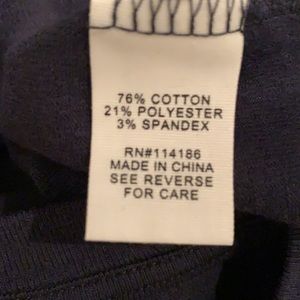 76% COTTON
21% POLYESTER
3% SPANDEX
RN#114186
MADE IN CHINA
SEE REVERSE
FOR CARE